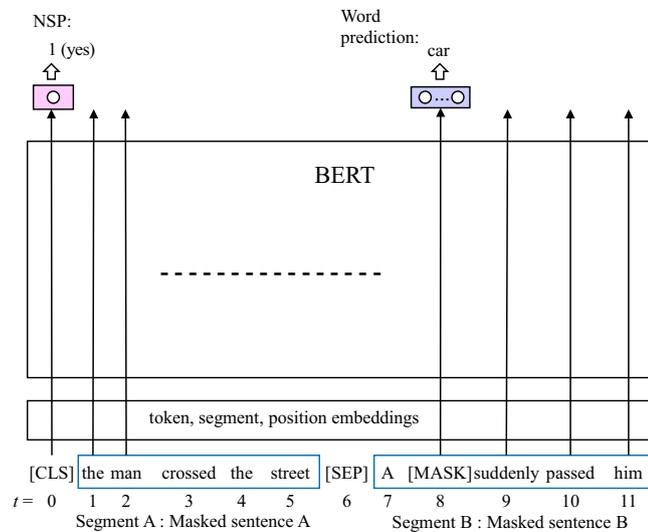 NSP:
1 (yes)
Word
prediction:
car
...
BERT
token, segment, position embeddings
[CLS] the man crossed the street [SEP] A [MASK] suddenly passed him
t = 0 1 2 3 4 5 6 7 8 9 10 11
Segment A : Masked sentence A Segment B : Masked sentence B